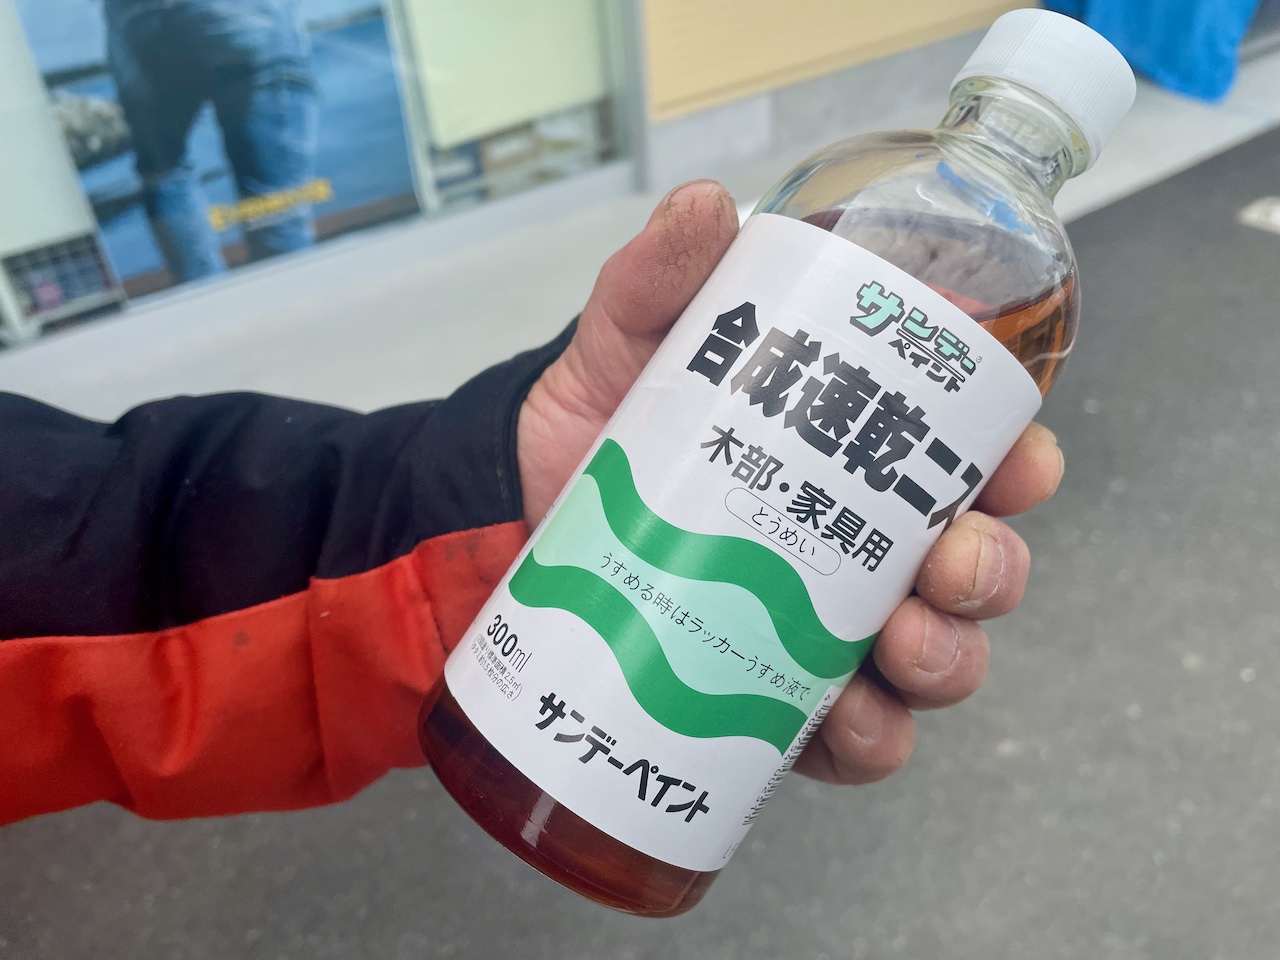 サンデー
ペイント
合成速乾ニス
木部・家具用
とうめい
うすめる時はラッカーうすめ液で
300ml
サンデーペイント